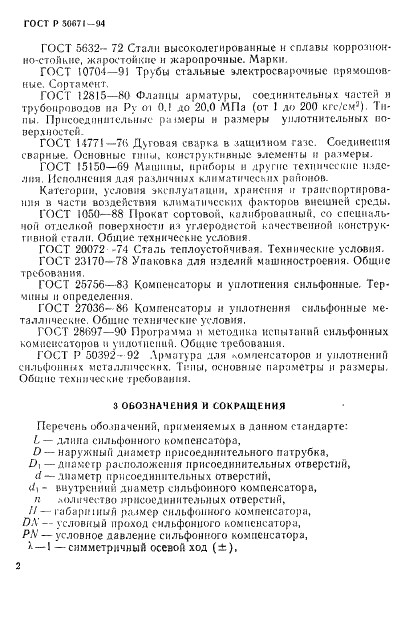 ГОСТ Р 50671—94
ГОСТ 5632—72 Стали высоколегированные и сплавы коррозион-
но-стойкие, жаростойкие и жаропрочные. Марки.
ГОСТ 10704—91 Трубы стальные электросварочные прямошов-
ные. Сортамент.
ГОСТ 12815—80 Фланцы арматуры, соединительных частей и
трубопроводов на Ру от 0,1 до 20,0 МПа (от 1 до 200 кгс/см²). Ти-
пы. Присоединительные размеры и размеры уплотнительных по-
верхностей.
ГОСТ 14771—76 Дуговая сварка в защитном газе. Соединения
сварные. Основные типы, конструктивные элементы и размеры.
ГОСТ 15150—69 Машины, приборы и другие технические изде-
лия. Исполнения для различных климатических районов.
Категории, условия эксплуатации, хранения и транспортирова-
ния в части воздействия климатических факторов внешней среды.
ГОСТ 1050—88 Прокат сортовой, калиброванный, со специаль-
ной отделкой поверхности из углеродистой качественной конструк-
тивной стали. Общие технические условия.
ГОСТ 20072—74 Сталь теплоустойчивая. Технические условия.
ГОСТ 23170—78 Упаковка для изделий машиностроения. Общие
требования.
ГОСТ 25756—83 Компенсаторы и уплотнения сильфонные. Тер-
мины и определения.
ГОСТ 27036—86 Компенсаторы и уплотнения сильфонные ме-
таллические. Общие технические условия.
ГОСТ 28697—90 Программа и методика испытаний сильфонных
компенсаторов и уплотнений. Общие требования.
ГОСТ Р 50392—92 Арматура для компенсаторов и уплотнений
сильфонных металлических. Типы, основные параметры и размеры.
Общие технические требования.
3 ОБОЗНАЧЕНИЯ И СОКРАЩЕНИЯ
Перечень обозначений, применяемых в данном стандарте:
L — длина сильфонного компенсатора,
D — наружный диаметр присоединительного патрубка,
D₁ — диаметр расположения присоединительных отверстий,
d — диаметр присоединительных отверстий,
d₁ — внутренний диаметр сильфонного компенсатора,
n — количество присоединительных отверстий,
H — габаритный размер сильфонного компенсатора,
DN — условный проход сильфонного компенсатора,
PN — условное давление сильфонного компенсатора,
λ—1 — симметричный осевой ход (±),
2